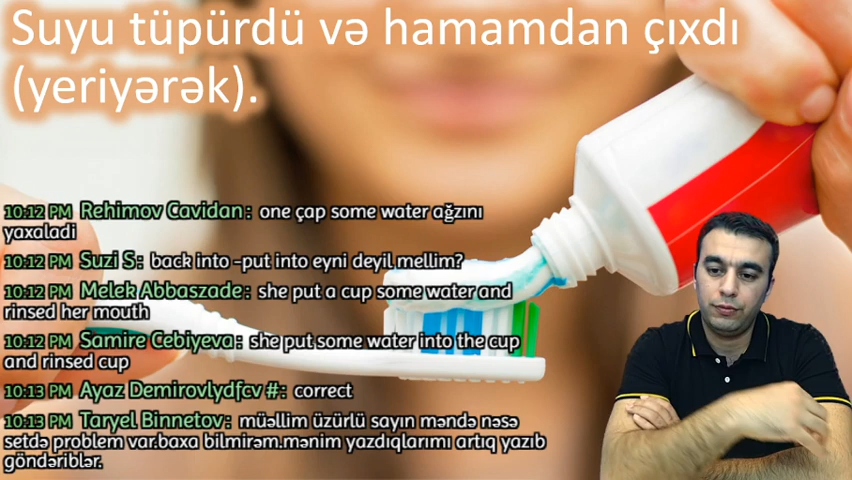 Suyu tüpürdü və hamamdan çıxdı
(yeriyərək).
10:12 PM Rehimov Cavidan: one çap some water ağzını
yaxaladi
10:12 PM Suzi S: back into -put into eyni deyil mellim?
10:12 PM Melek Abbaszade: she put a cup some water and
rinsed her mouth
10:12 PM Samire Cebiyeva: she put some water into the cup
and rinsed cup
10:13 PM Ayaz Demirovlydfcv #: correct
10:13 PM Taryel Binnetov: müəllim üzürlü sayın məndə nəsə
setdə problem var.baxa bilmirəm.mənim yazdıqlarımı artıq yazıb
göndəriblər.